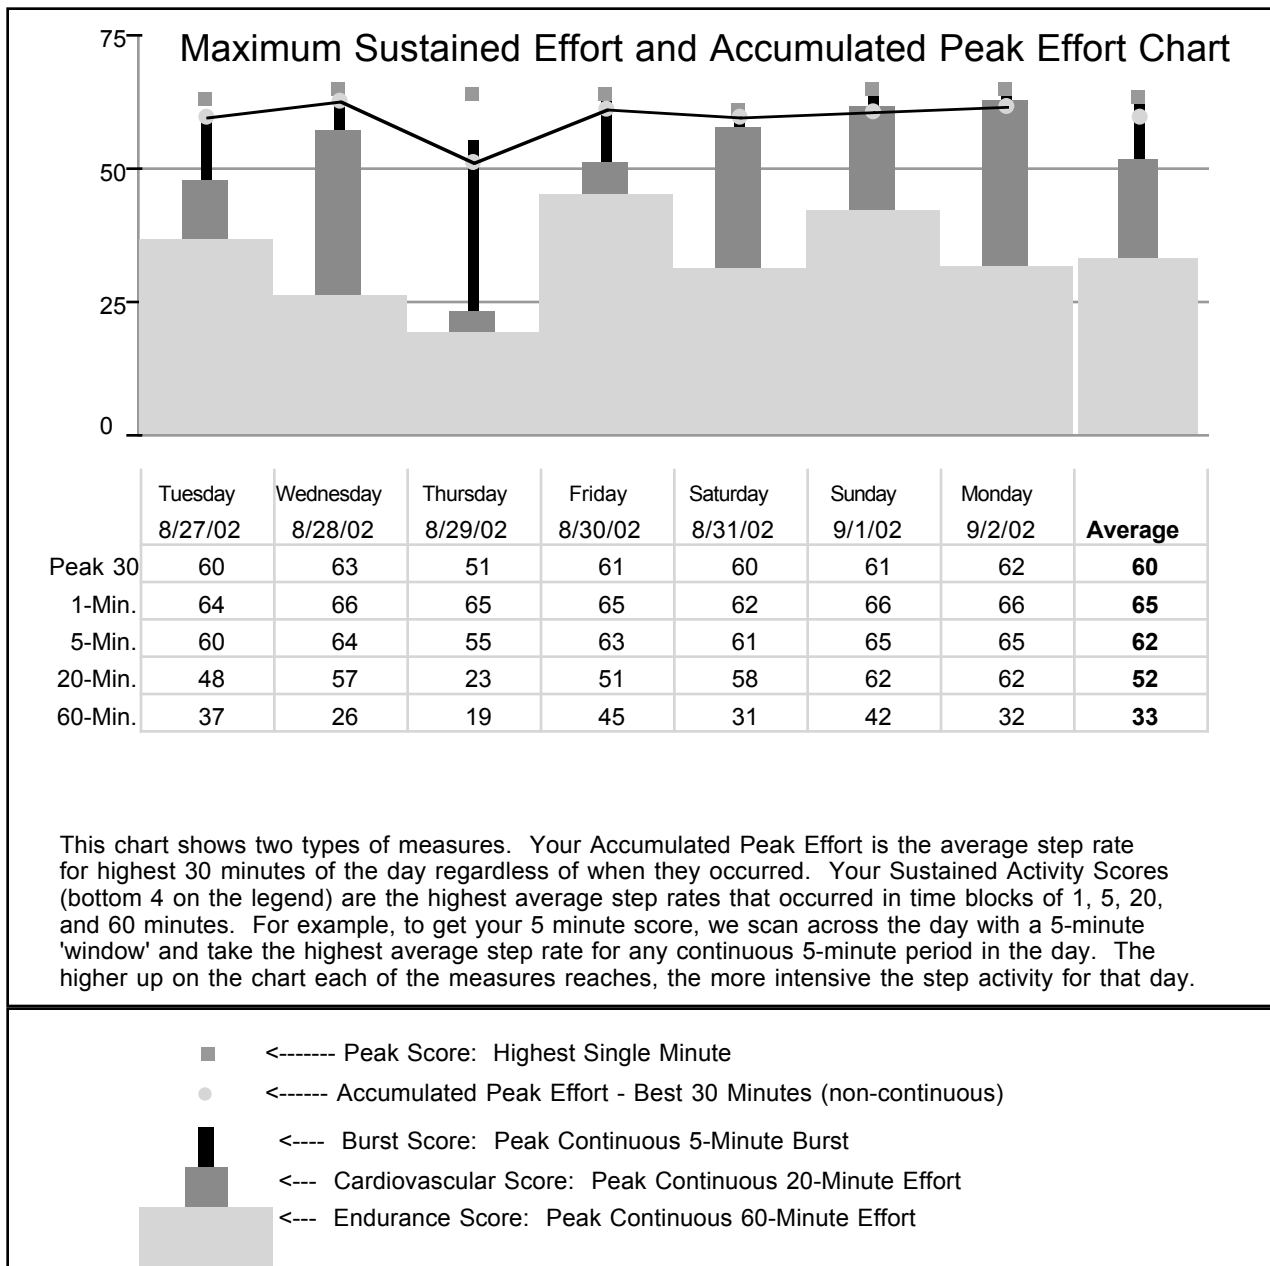 Maximum Sustained Effort and Accumulated Peak Effort Chart
75
50
25
0
Tuesday Wednesday Thursday Friday Saturday Sunday Monday
8/27/02 8/28/02 8/29/02 8/30/02 8/31/02 9/1/02 9/2/02 Average
Peak 30 60 63 51 61 60 61 62 60
1-Min. 64 66 65 65 62 66 66 65
5-Min. 60 64 55 63 61 65 65 62
20-Min. 48 57 23 51 58 62 62 52
60-Min. 37 26 19 45 31 42 32 33
This chart shows two types of measures. Your Accumulated Peak Effort is the average step rate
for highest 30 minutes of the day regardless of when they occurred. Your Sustained Activity Scores
(bottom 4 on the legend) are the highest average step rates that occurred in time blocks of 1, 5, 20,
and 60 minutes. For example, to get your 5 minute score, we scan across the day with a 5-minute
'window' and take the highest average step rate for any continuous 5-minute period in the day. The
higher up on the chart each of the measures reaches, the more intensive the step activity for that day.
<------- Peak Score: Highest Single Minute
<------ Accumulated Peak Effort - Best 30 Minutes (non-continuous)
<---- Burst Score: Peak Continuous 5-Minute Burst
<--- Cardiovascular Score: Peak Continuous 20-Minute Effort
<--- Endurance Score: Peak Continuous 60-Minute Effort